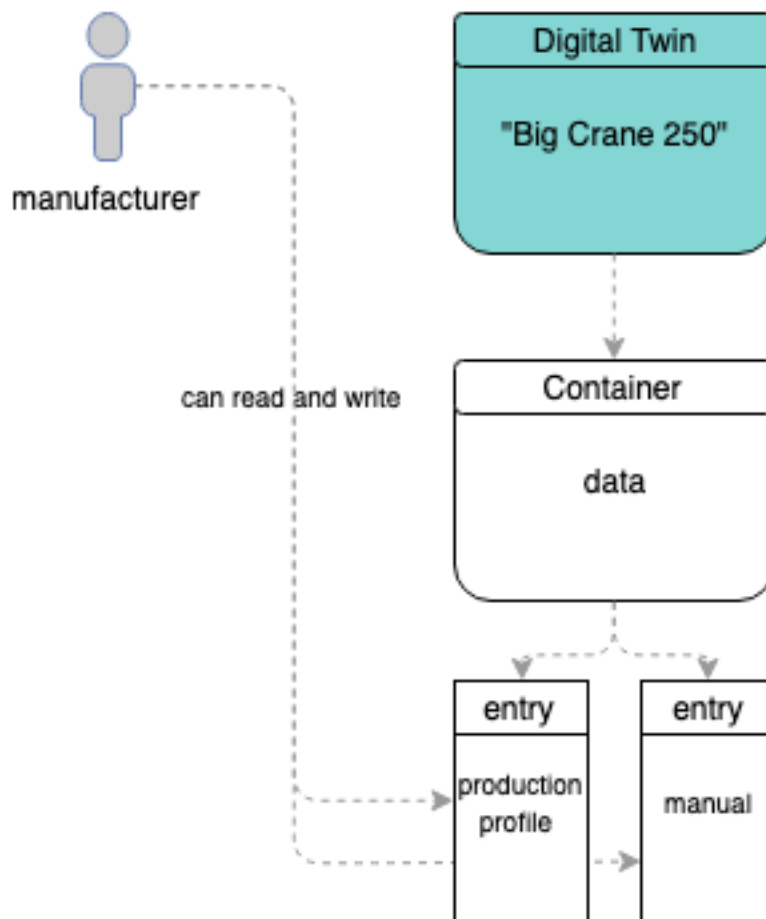 Digital Twin
"Big Crane 250"
manufacturer
can read and write
Container
data
entry
entry
production
profile
manual